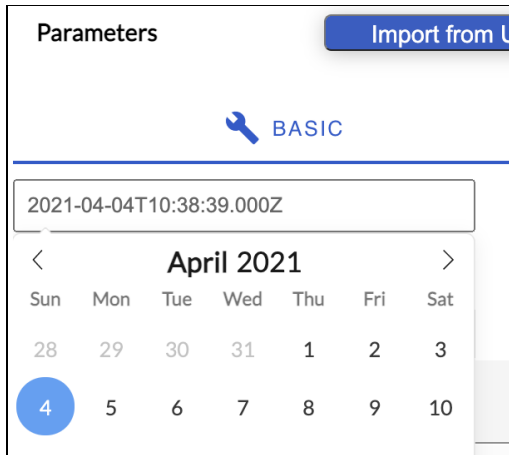 Parameters
Import from U
BASIC
2021-04-04T10:38:39.000Z
April 2021
Sun Mon Tue Wed Thu Fri Sat
28 29 30 31 1 2 3
4 5 6 7 8 9 10